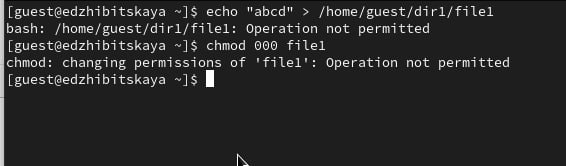 [guest@edzhibitskaya ~]$ echo "abcd" > /home/guest/dir1/file1
bash: /home/guest/dir1/file1: Operation not permitted
[guest@edzhibitskaya ~]$ chmod 000 file1
chmod: changing permissions of 'file1': Operation not permitted
[guest@edzhibitskaya ~]$